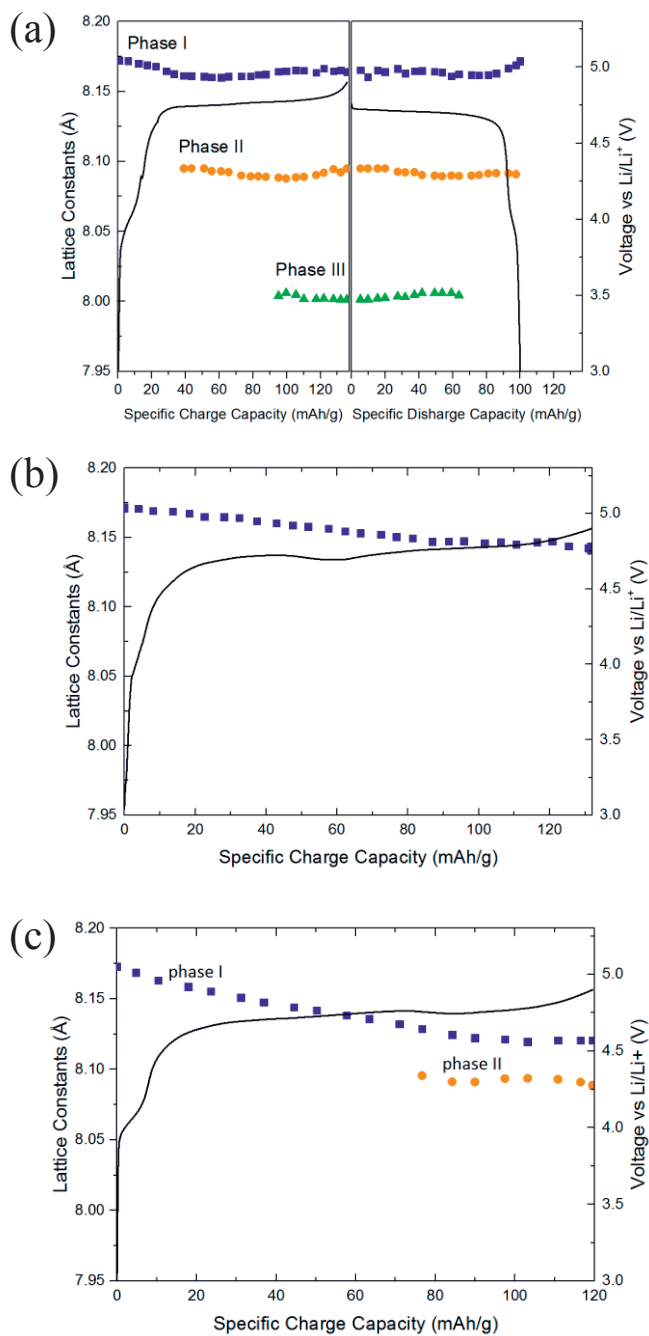 (a)
8.20
8.15
8.10
8.05
8.00
7.95
Lattice Constants (Å)
Phase I
Phase II
Phase III
5.0
4.5
4.0
3.5
3.0
Voltage vs Li/Li⁺ (V)
0 20 40 60 80 100 120
0 20 40 60 80 100 120
Specific Charge Capacity (mAh/g)
Specific Disharge Capacity (mAh/g)
(b)
8.20
8.15
8.10
8.05
8.00
7.95
Lattice Constants (Å)
5.0
4.5
4.0
3.5
3.0
Voltage vs Li/Li⁺ (V)
0 20 40 60 80 100 120
Specific Charge Capacity (mAh/g)
(c)
8.20
8.15
8.10
8.05
8.00
7.95
Lattice Constants (Å)
phase I
phase II
5.0
4.5
4.0
3.5
3.0
Voltage vs Li/Li+ (V)
0 20 40 60 80 100 120
Specific Charge Capacity (mAh/g)